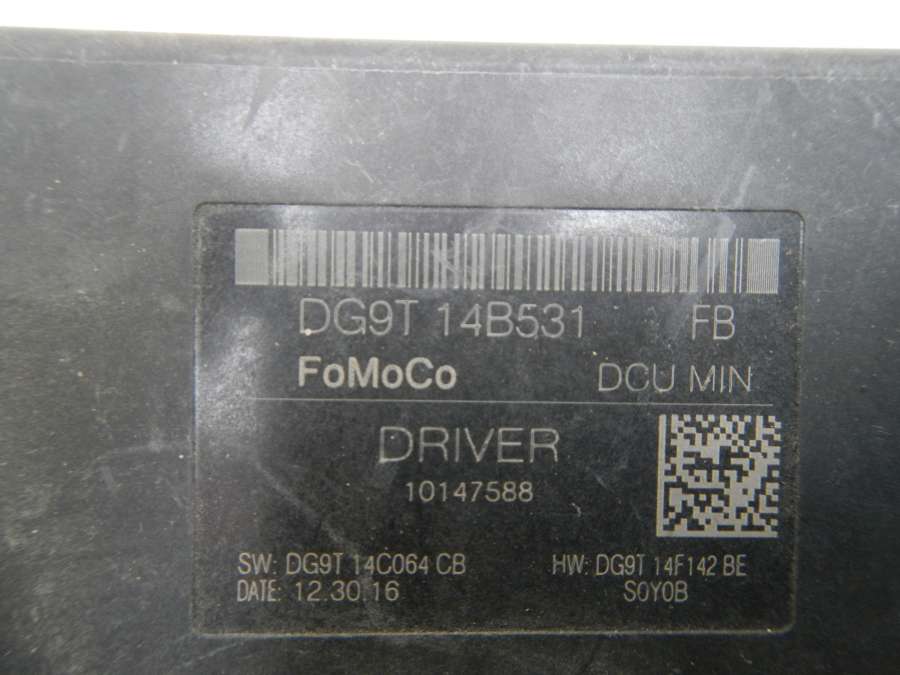 DG9T 14B531 FB
FoMoCo DCU MIN
DRIVER
10147588
SW: DG9T 14C064 CB HW: DG9T 14F142 BE
DATE: 12.30.16 S0Y0B